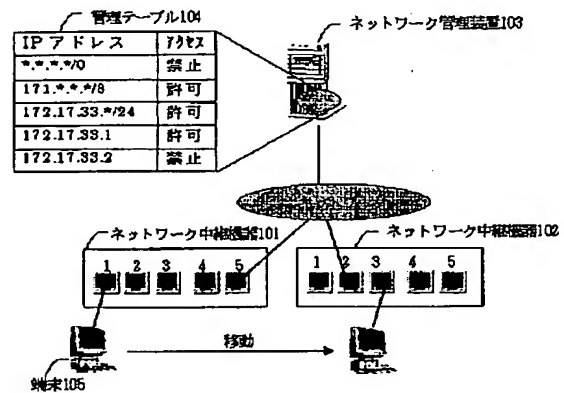 管理テーブル104
ネットワーク管理装置103
IPアドレス アクセス
*.*.*.*/0 禁止
171.*.*.*/8 許可
172.17.33.*/24 許可
172.17.33.1 許可
172.17.33.2 禁止
ネットワーク中継機器101
ネットワーク中継機器102
1 2 3 4 5
1 2 3 4 5
移動
端末105